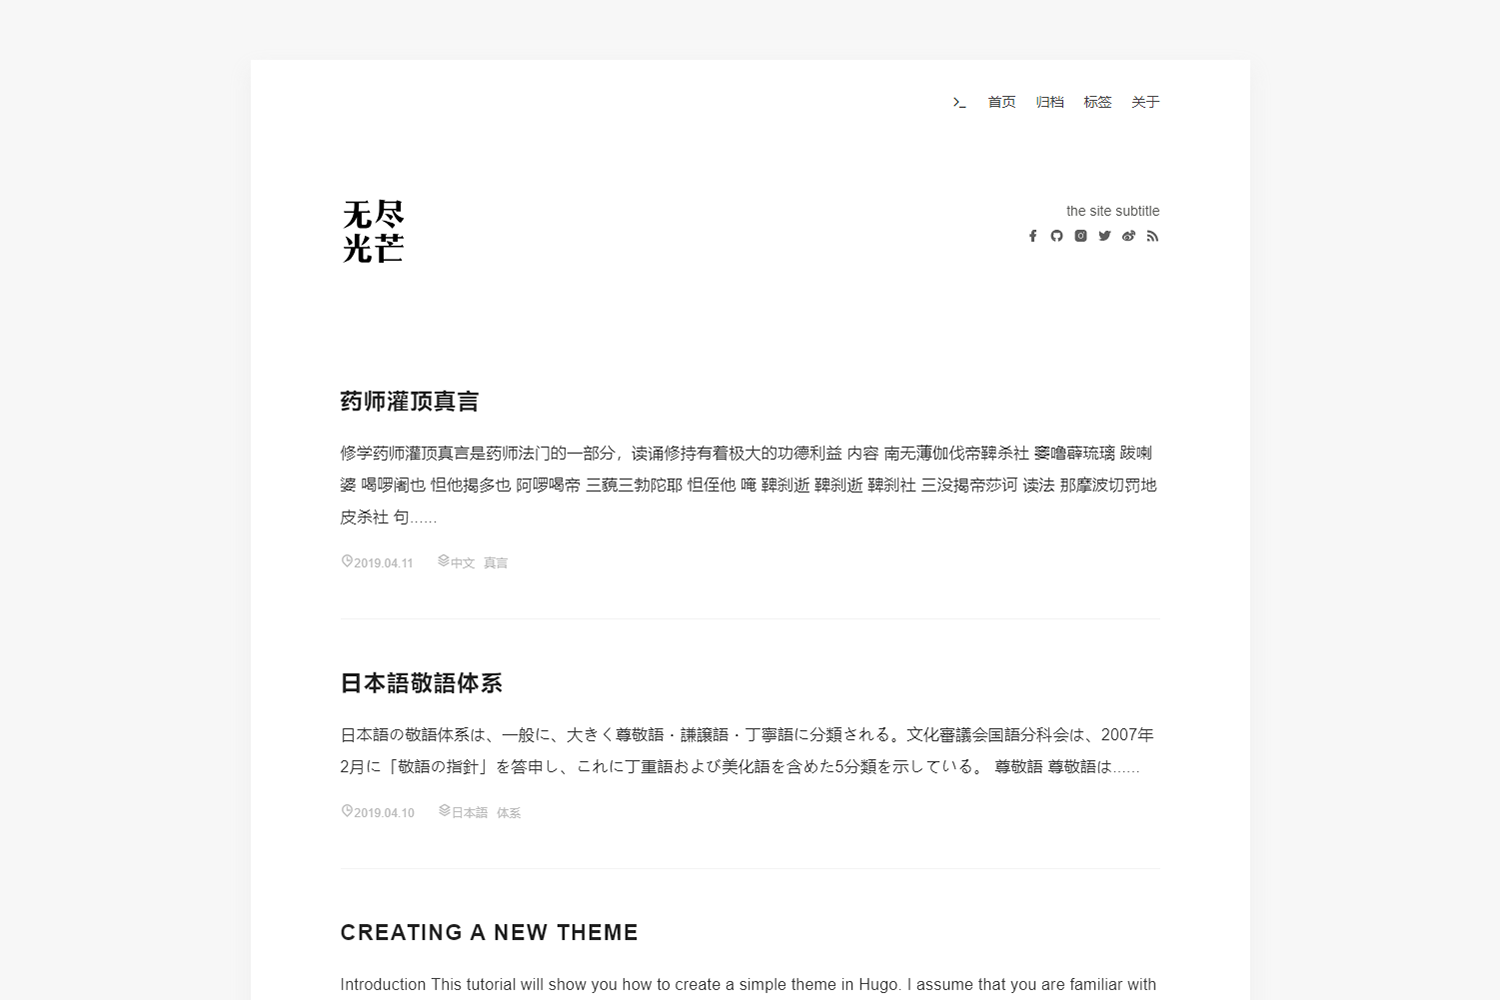 >_ 首页 归档 标签 关于
无尽
光芒
the site subtitle
药师灌顶真言
修学药师灌顶真言是药师法门的一部分，读诵修持有着极大的功德利益 内容 南无薄伽伐帝鞞杀社 窭噜薜琉璃 跋喇
婆 喝啰阇也 怛他揭多也 阿啰喝帝 三藐三勃陀耶 怛侄他 唵 鞞刹逝 鞞刹逝 鞞刹社 三没揭帝莎诃 读法 那摩波切罚地
皮杀社 句……
2019.04.11 中文 真言
日本語敬語体系
日本語の敬語体系は、一般に、大きく尊敬語・謙譲語・丁寧語に分類される。文化審議会国語分科会は、2007年
2月に「敬語の指針」を答申し、これに丁重語および美化語を含めた5分類を示している。 尊敬語 尊敬語は……
2019.04.10 日本語 体系
CREATING A NEW THEME
Introduction This tutorial will show you how to create a simple theme in Hugo. I assume that you are familiar with